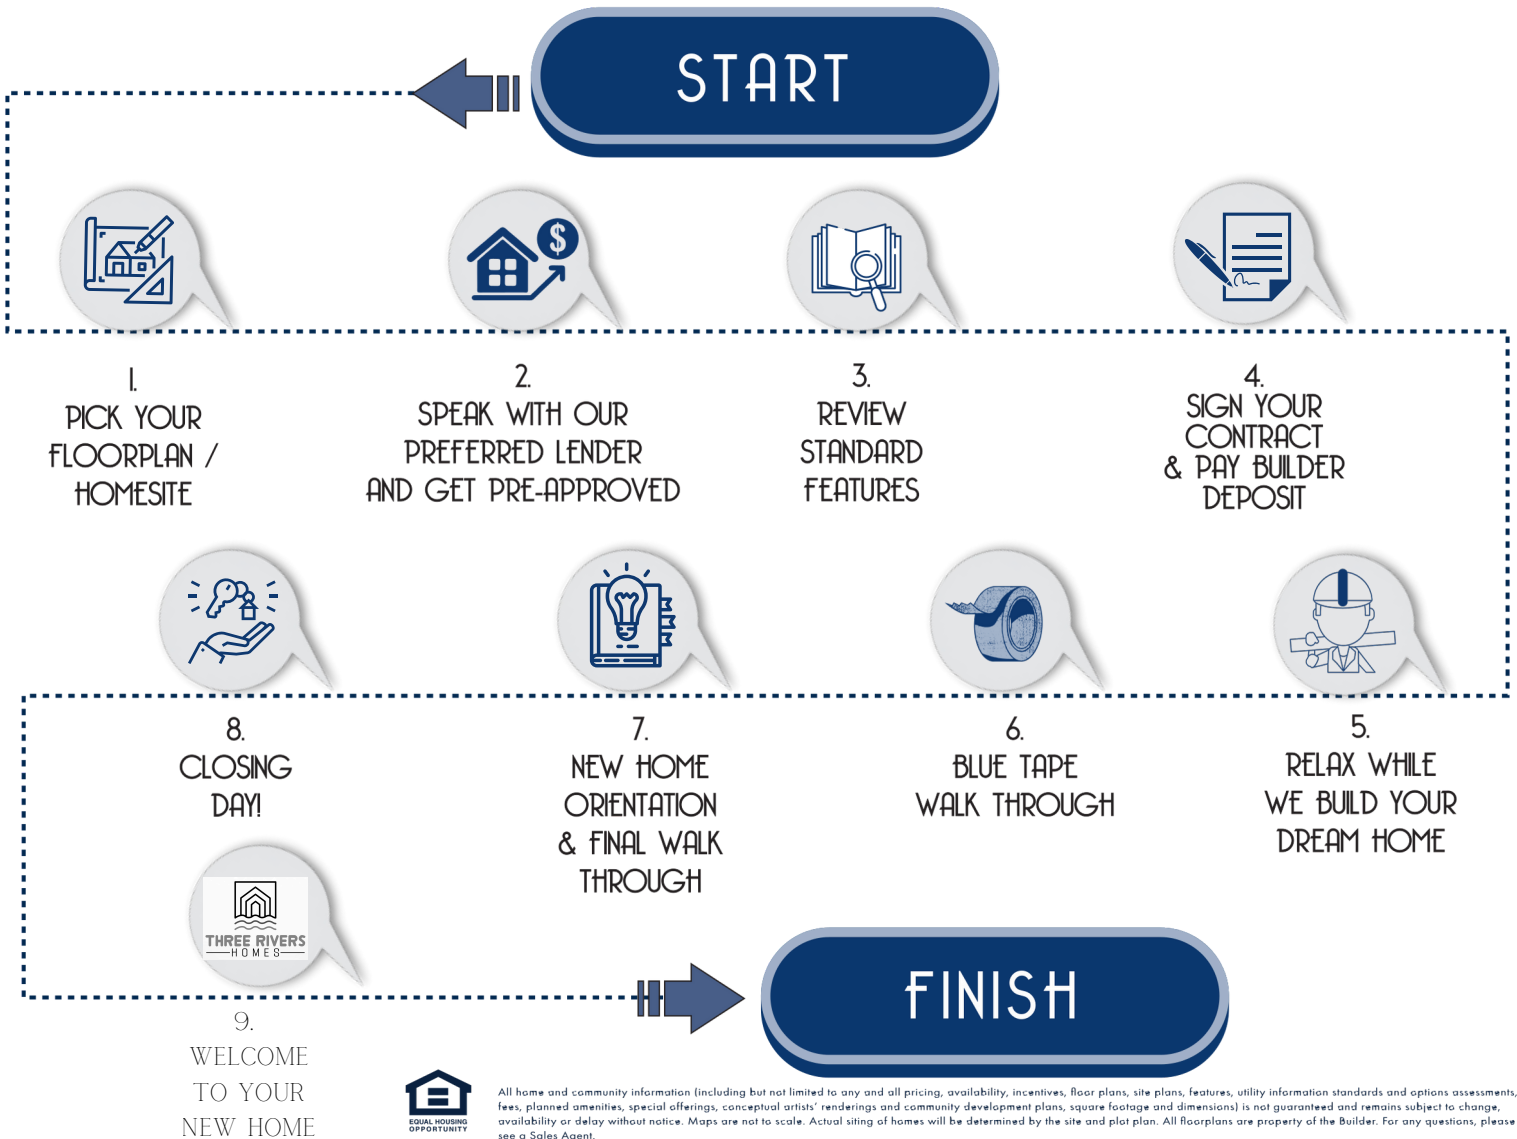 START
$
1.
PICK YOUR
FLOORPLAN /
HOMESITE
2.
SPEAK WITH OUR
PREFERRED LENDER
AND GET PRE-APPROVED
3.
REVIEW
STANDARD
FEATURES
4.
SIGN YOUR
CONTRACT
& PAY BUILDER
DEPOSIT
5.
RELAX WHILE
WE BUILD YOUR
DREAM HOME
6.
BLUE TAPE
WALK THROUGH
7.
NEW HOME
ORIENTATION
& FINAL WALK
THROUGH
8.
CLOSING
DAY!
THREE RIVERS
HOMES
9.
WELCOME
TO YOUR
NEW HOME
FINISH
EQUAL HOUSING
OPPORTUNITY
All home and community information (including but not limited to any and all pricing, availability, incentives, floor plans, site plans, features, utility information standards and options assessments,
fees, planned amenities, special offerings, conceptual artists' renderings and community development plans, square footage and dimensions) is not guaranteed and remains subject to change,
availability or delay without notice. Maps are not to scale. Actual siting of homes will be determined by the site and plot plan. All floorplans are property of the Builder. For any questions, please
see a Sales Agent.